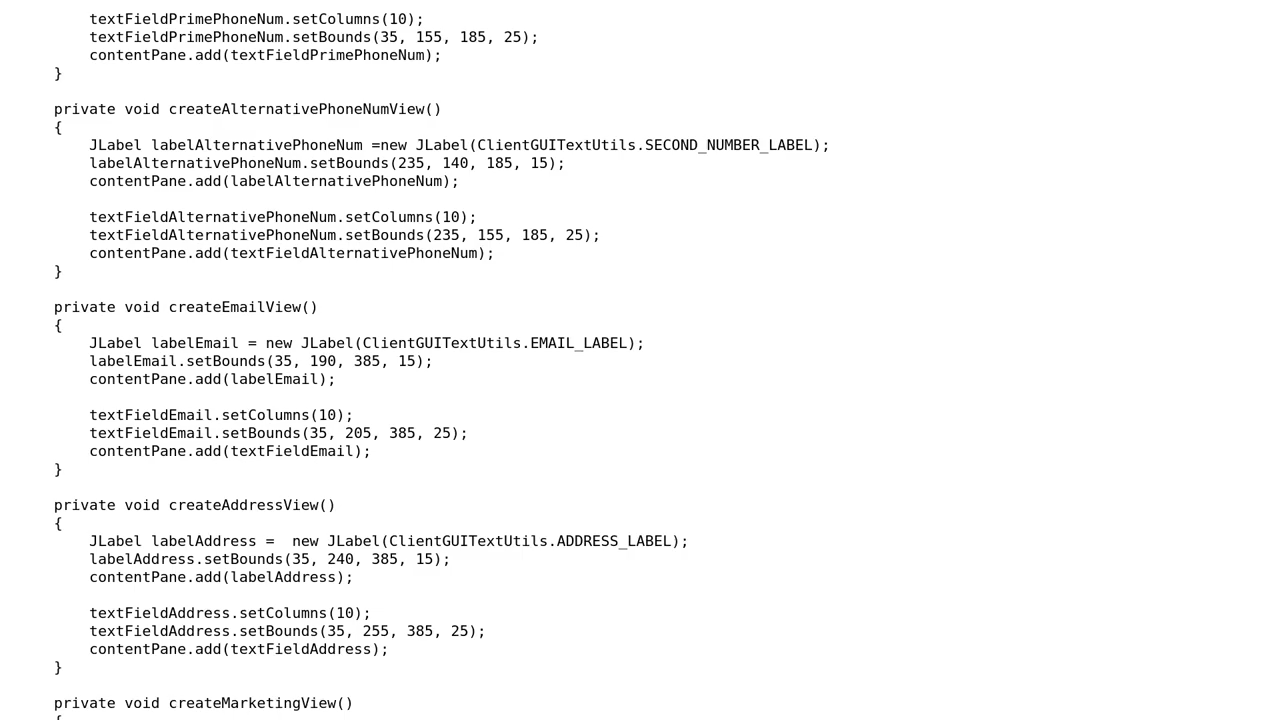 textFieldPrimePhoneNum.setColumns(10);
textFieldPrimePhoneNum.setBounds(35, 155, 185, 25);
contentPane.add(textFieldPrimePhoneNum);
}
private void createAlternativePhoneNumView()
{
JLabel labelAlternativePhoneNum =new JLabel(ClientGUITextUtils.SECOND_NUMBER_LABEL);
labelAlternativePhoneNum.setBounds(235, 140, 185, 15);
contentPane.add(labelAlternativePhoneNum);
textFieldAlternativePhoneNum.setColumns(10);
textFieldAlternativePhoneNum.setBounds(235, 155, 185, 25);
contentPane.add(textFieldAlternativePhoneNum);
}
private void createEmailView()
{
JLabel labelEmail = new JLabel(ClientGUITextUtils.EMAIL_LABEL);
labelEmail.setBounds(35, 190, 385, 15);
contentPane.add(labelEmail);
textFieldEmail.setColumns(10);
textFieldEmail.setBounds(35, 205, 385, 25);
contentPane.add(textFieldEmail);
}
private void createAddressView()
{
JLabel labelAddress =  new JLabel(ClientGUITextUtils.ADDRESS_LABEL);
labelAddress.setBounds(35, 240, 385, 15);
contentPane.add(labelAddress);
textFieldAddress.setColumns(10);
textFieldAddress.setBounds(35, 255, 385, 25);
contentPane.add(textFieldAddress);
}
private void createMarketingView()
{